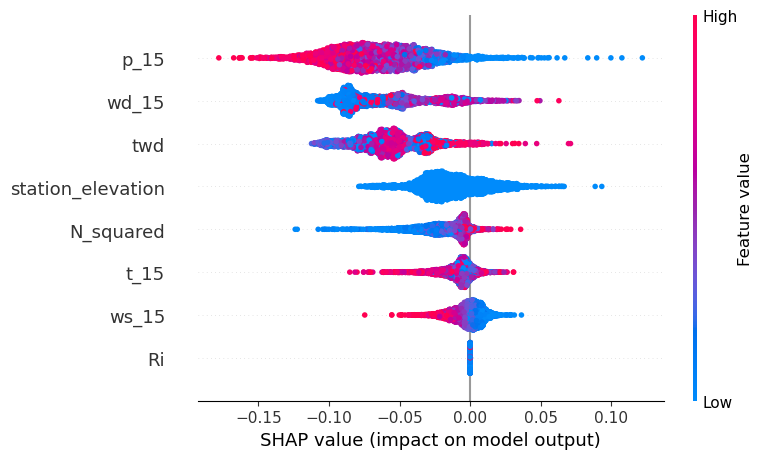 High
p_15
wd_15
twd
station_elevation
N_squared
t_15
ws_15
Ri
Feature value
Low
−0.15 −0.10 −0.05 0.00 0.05 0.10
SHAP value (impact on model output)